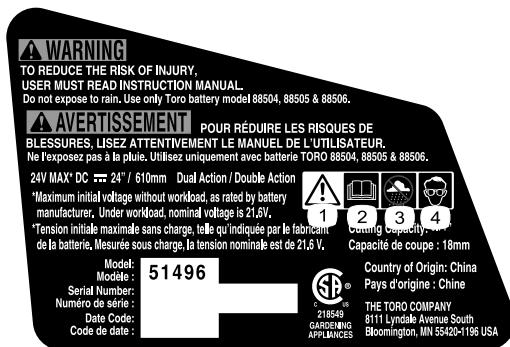 WARNING
TO REDUCE THE RISK OF INJURY,
USER MUST READ INSTRUCTION MANUAL.
Do not expose to rain. Use only Toro battery model 88504, 88505 & 88506.
AVERTISSEMENT POUR RÉDUIRE LES RISQUES DE
BLESSURES, LISEZ ATTENTIVEMENT LE MANUEL DE L'UTILISATEUR.
Ne l'exposez pas à la pluie. Utilisez uniquement avec batterie TORO 88504, 88505 & 88506.
24V MAX* DC 24" / 610mm Dual Action / Double Action
*Maximum initial voltage without workload, as rated by battery
manufacturer. Under workload, nominal voltage is 21,6V.
*Tension initiale maximale sans charge, telle qu'indiquée par le fabricant
de la batterie. Mesurée sous charge, la tension nominale est de 21,6 V.
1 2 3 4
Cutting Capacity:
Capacité de coupe : 18mm
Model:
Modèle :
51496
Serial Number:
Numéro de série :
Date Code:
Code de date :
SA
C US
218549
GARDENING
APPLIANCES
Country of Origin: China
Pays d'origine : Chine
THE TORO COMPANY
8111 Lyndale Avenue South
Bloomington, MN 55420-1196 USA